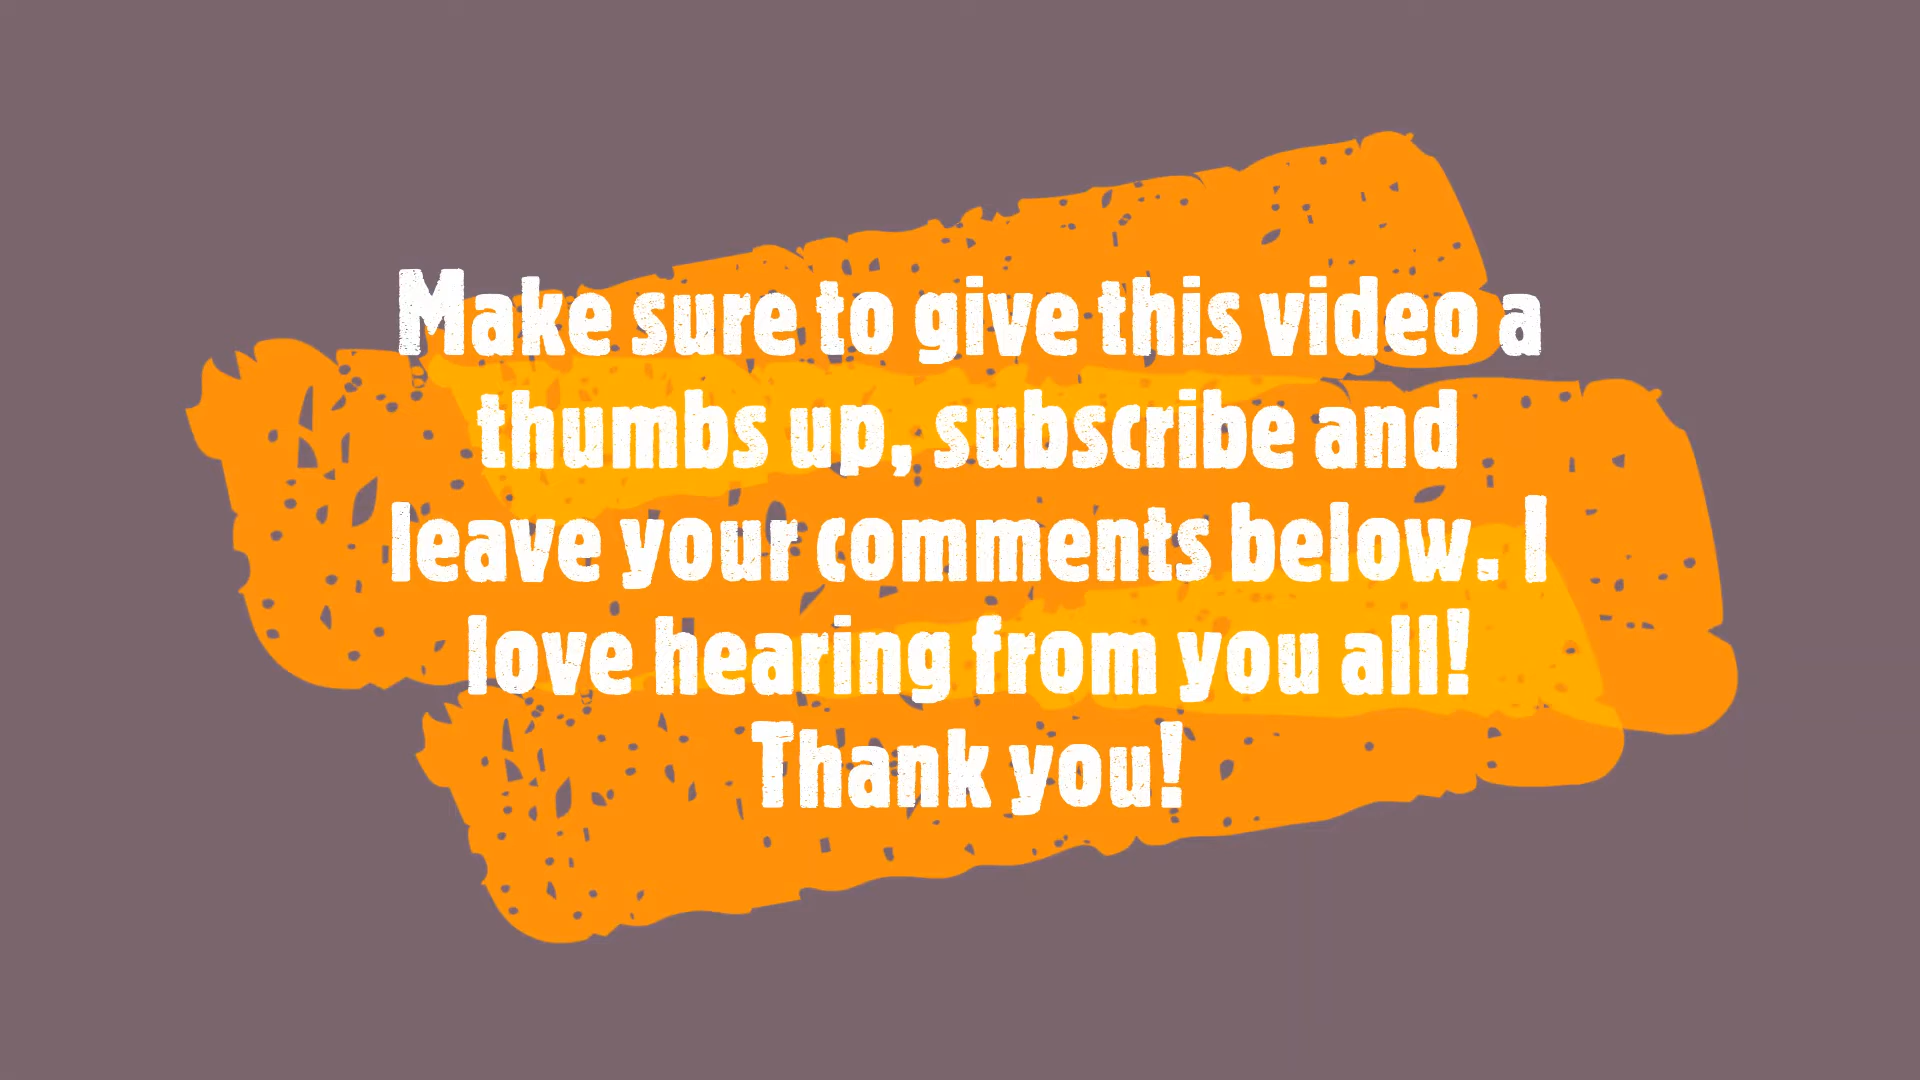 Make sure to give this video a
thumbs up, subscribe and
leave your comments below. I
love hearing from you all!
Thank you!